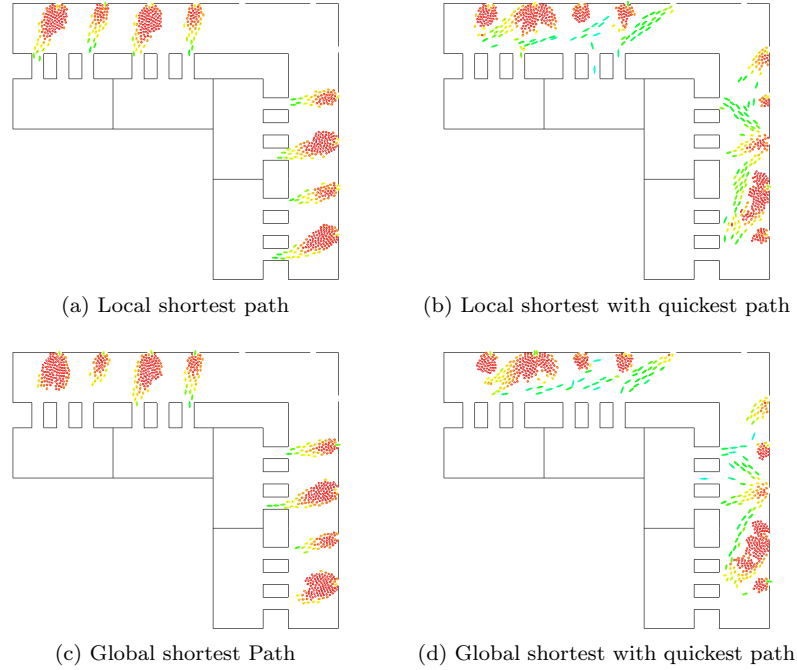 (a) Local shortest path
(b) Local shortest with quickest path
(c) Global shortest Path
(d) Global shortest with quickest path